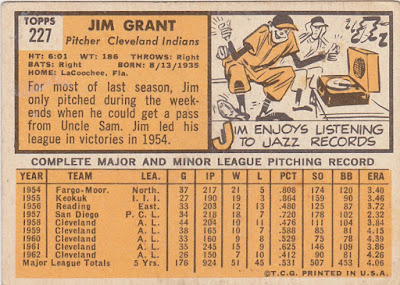 TOPPS
227
JIM GRANT
Pitcher Cleveland Indians
HT: 6:01 WT: 186 THROWS: Right
BATS: Right BORN: 8/13/1935
HOME: LaCoochee, Fla.
For most of last season, Jim
only pitched during the week-
ends when he could get a
pass from Uncle Sam. Jim led his
league in victories in 1954.
JIM ENJOYS LISTENING
TO JAZZ RECORDS
COMPLETE MAJOR AND MINOR LEAGUE PITCHING RECORD
YEAR TEAM LEA. G IP W L PCT SO BB ERA
1954 Fargo-Moor. North. 37 217 21 5 .808 174 120 3.40
1955 Keokuk I. I. I. 27 190 19 3 .864 159 90 3.46
1956 Reading East. 33 200 12 13 .480 125 87 3.72
1957 San Diego P.C.L. 34 218 18 7 .720 178 102 2.32
1958 Cleveland A.L. 44 204 10 11 .476 111 104 3.84
1959 Cleveland A.L. 38 165 10 7 .588 85 81 4.15
1960 Cleveland A.L. 33 160 9 8 .529 75 78 4.39
1961 Cleveland A.L. 35 245 15 9 .625 146 109 3.86
1962 Cleveland A.L. 26 150 7 10 .412 90 81 4.26
Major League Totals 5 Yrs. 176 924 51 45 .531 507 453 4.06
©T.C.G. PRINTED IN U.S.A.